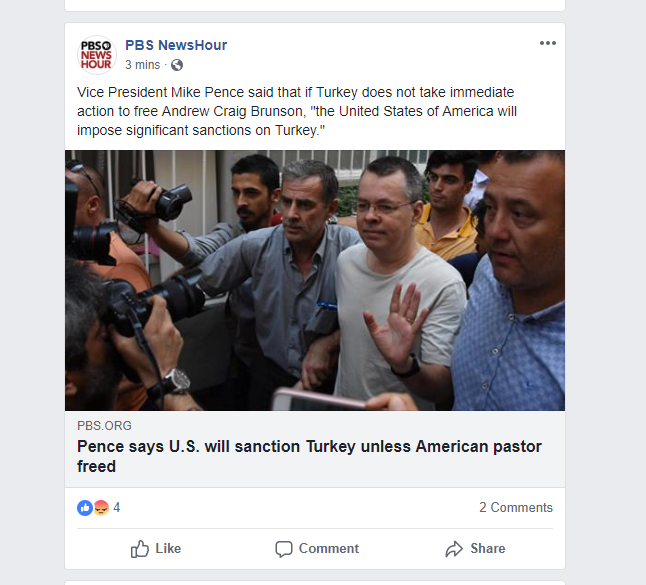 PBS
NEWS
HOUR
PBS NewsHour
3 mins ·
Vice President Mike Pence said that if Turkey does not take immediate
action to free Andrew Craig Brunson, "the United States of America will
impose significant sanctions on Turkey."
PBS.ORG
Pence says U.S. will sanction Turkey unless American pastor
freed
4
2 Comments
Like
Comment
Share